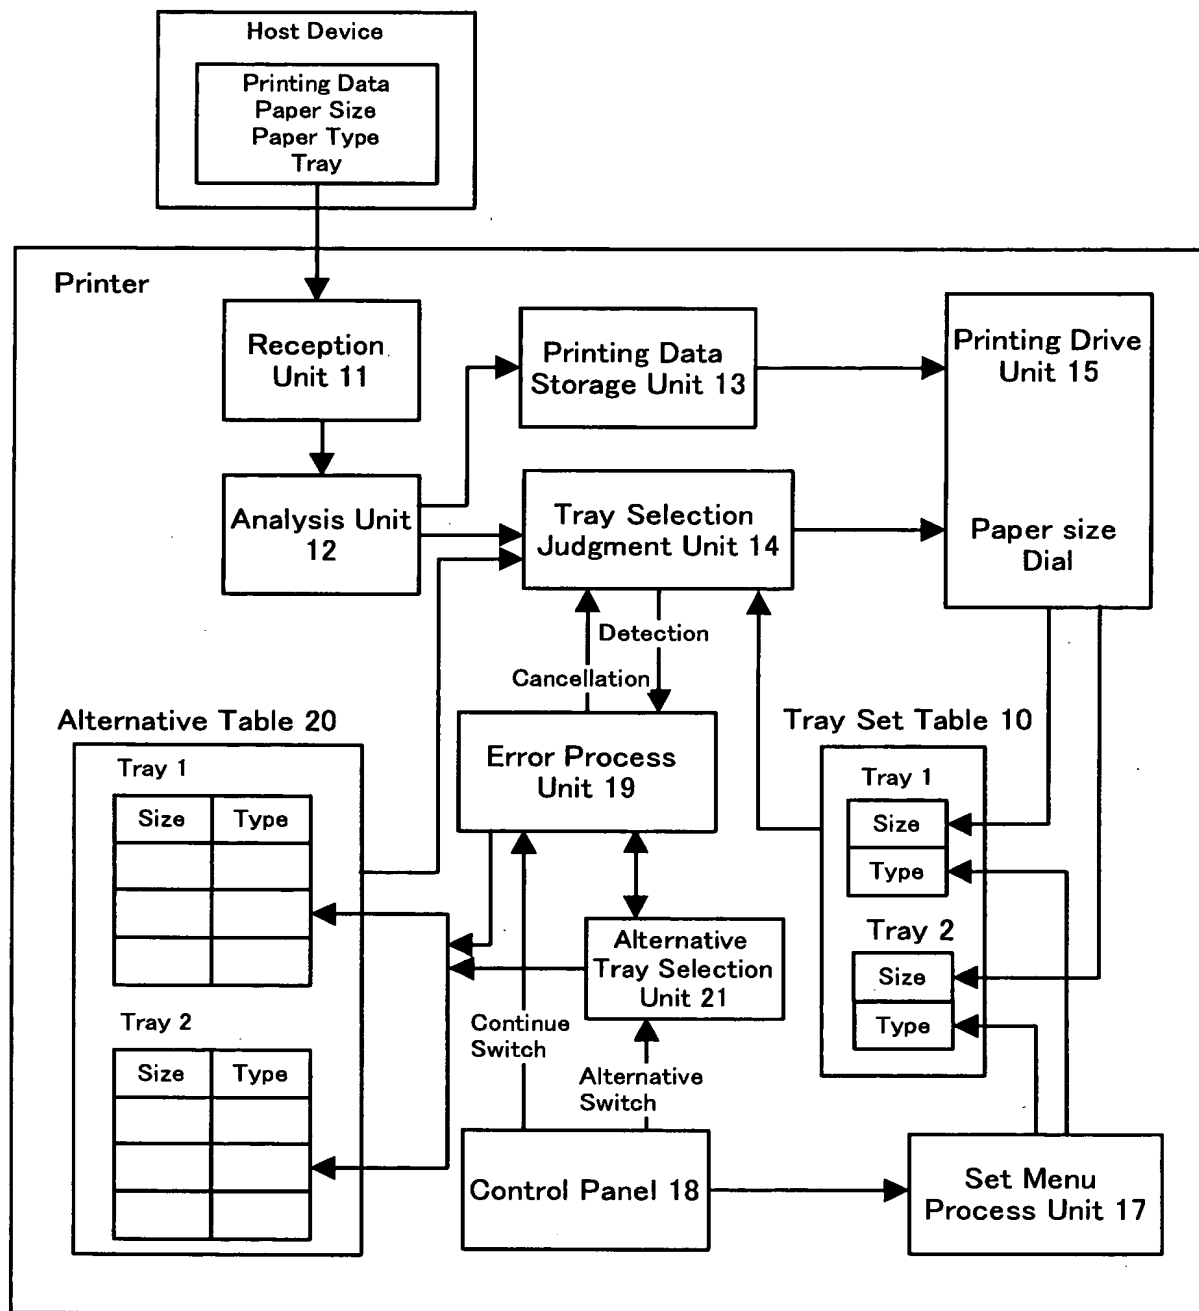 Host Device
Printing Data
Paper Size
Paper Type
Tray
Printer
Reception
Unit 11
Printing Data
Storage Unit 13
Printing Drive
Unit 15
Analysis Unit
12
Tray Selection
Judgment Unit 14
Paper size
Dial
Detection
Cancellation
Alternative Table 20
Tray 1
Size Type
Tray 2
Size Type
Error Process
Unit 19
Tray Set Table 10
Tray 1
Size
Type
Tray 2
Size
Type
Alternative
Tray Selection
Unit 21
Continue
Switch
Alternative
Switch
Control Panel 18
Set Menu
Process Unit 17